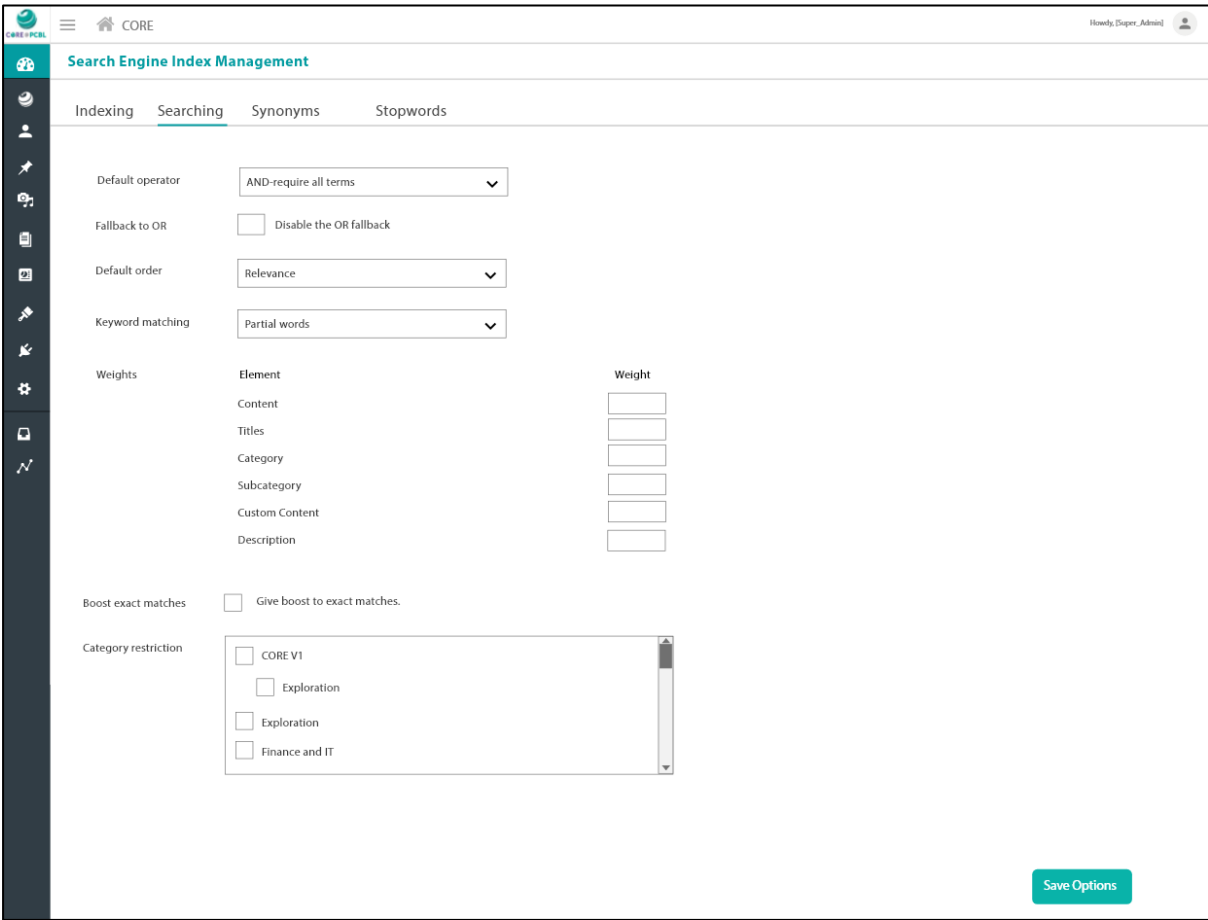 CORE PCBL
CORE
Howdy, [Super_Admin]
Search Engine Index Management
Indexing Searching Synonyms Stopwords
Default operator AND-require all terms
Fallback to OR Disable the OR fallback
Default order Relevance
Keyword matching Partial words
Weights Element Weight
Content
Titles
Category
Subcategory
Custom Content
Description
Boost exact matches Give boost to exact matches.
Category restriction CORE V1
Exploration
Exploration
Finance and IT
Save Options